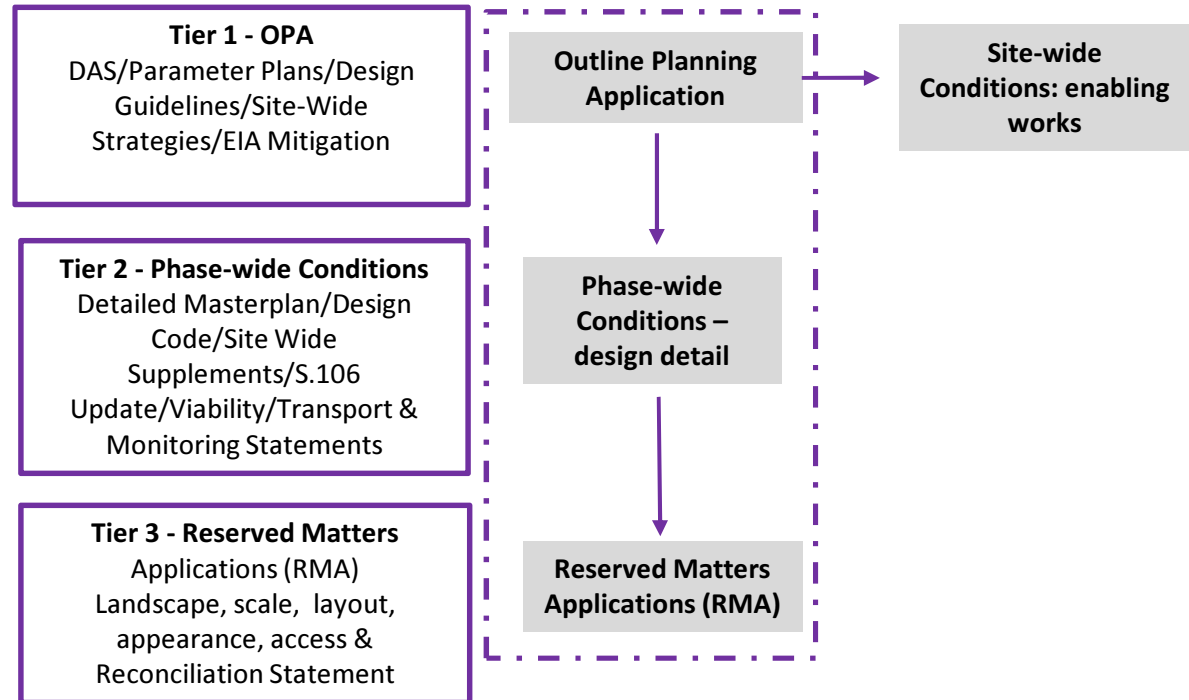 Tier 1 - OPA
DAS/Parameter Plans/Design
Guidelines/Site-Wide
Strategies/EIA Mitigation
Outline Planning
Application
Site-wide
Conditions: enabling
works
Tier 2 - Phase-wide Conditions
Detailed Masterplan/Design
Code/Site Wide
Supplements/S.106
Update/Viability/Transport &
Monitoring Statements
Phase-wide
Conditions –
design detail
Tier 3 - Reserved Matters
Applications (RMA)
Landscape, scale, layout,
appearance, access &
Reconciliation Statement
Reserved Matters
Applications (RMA)